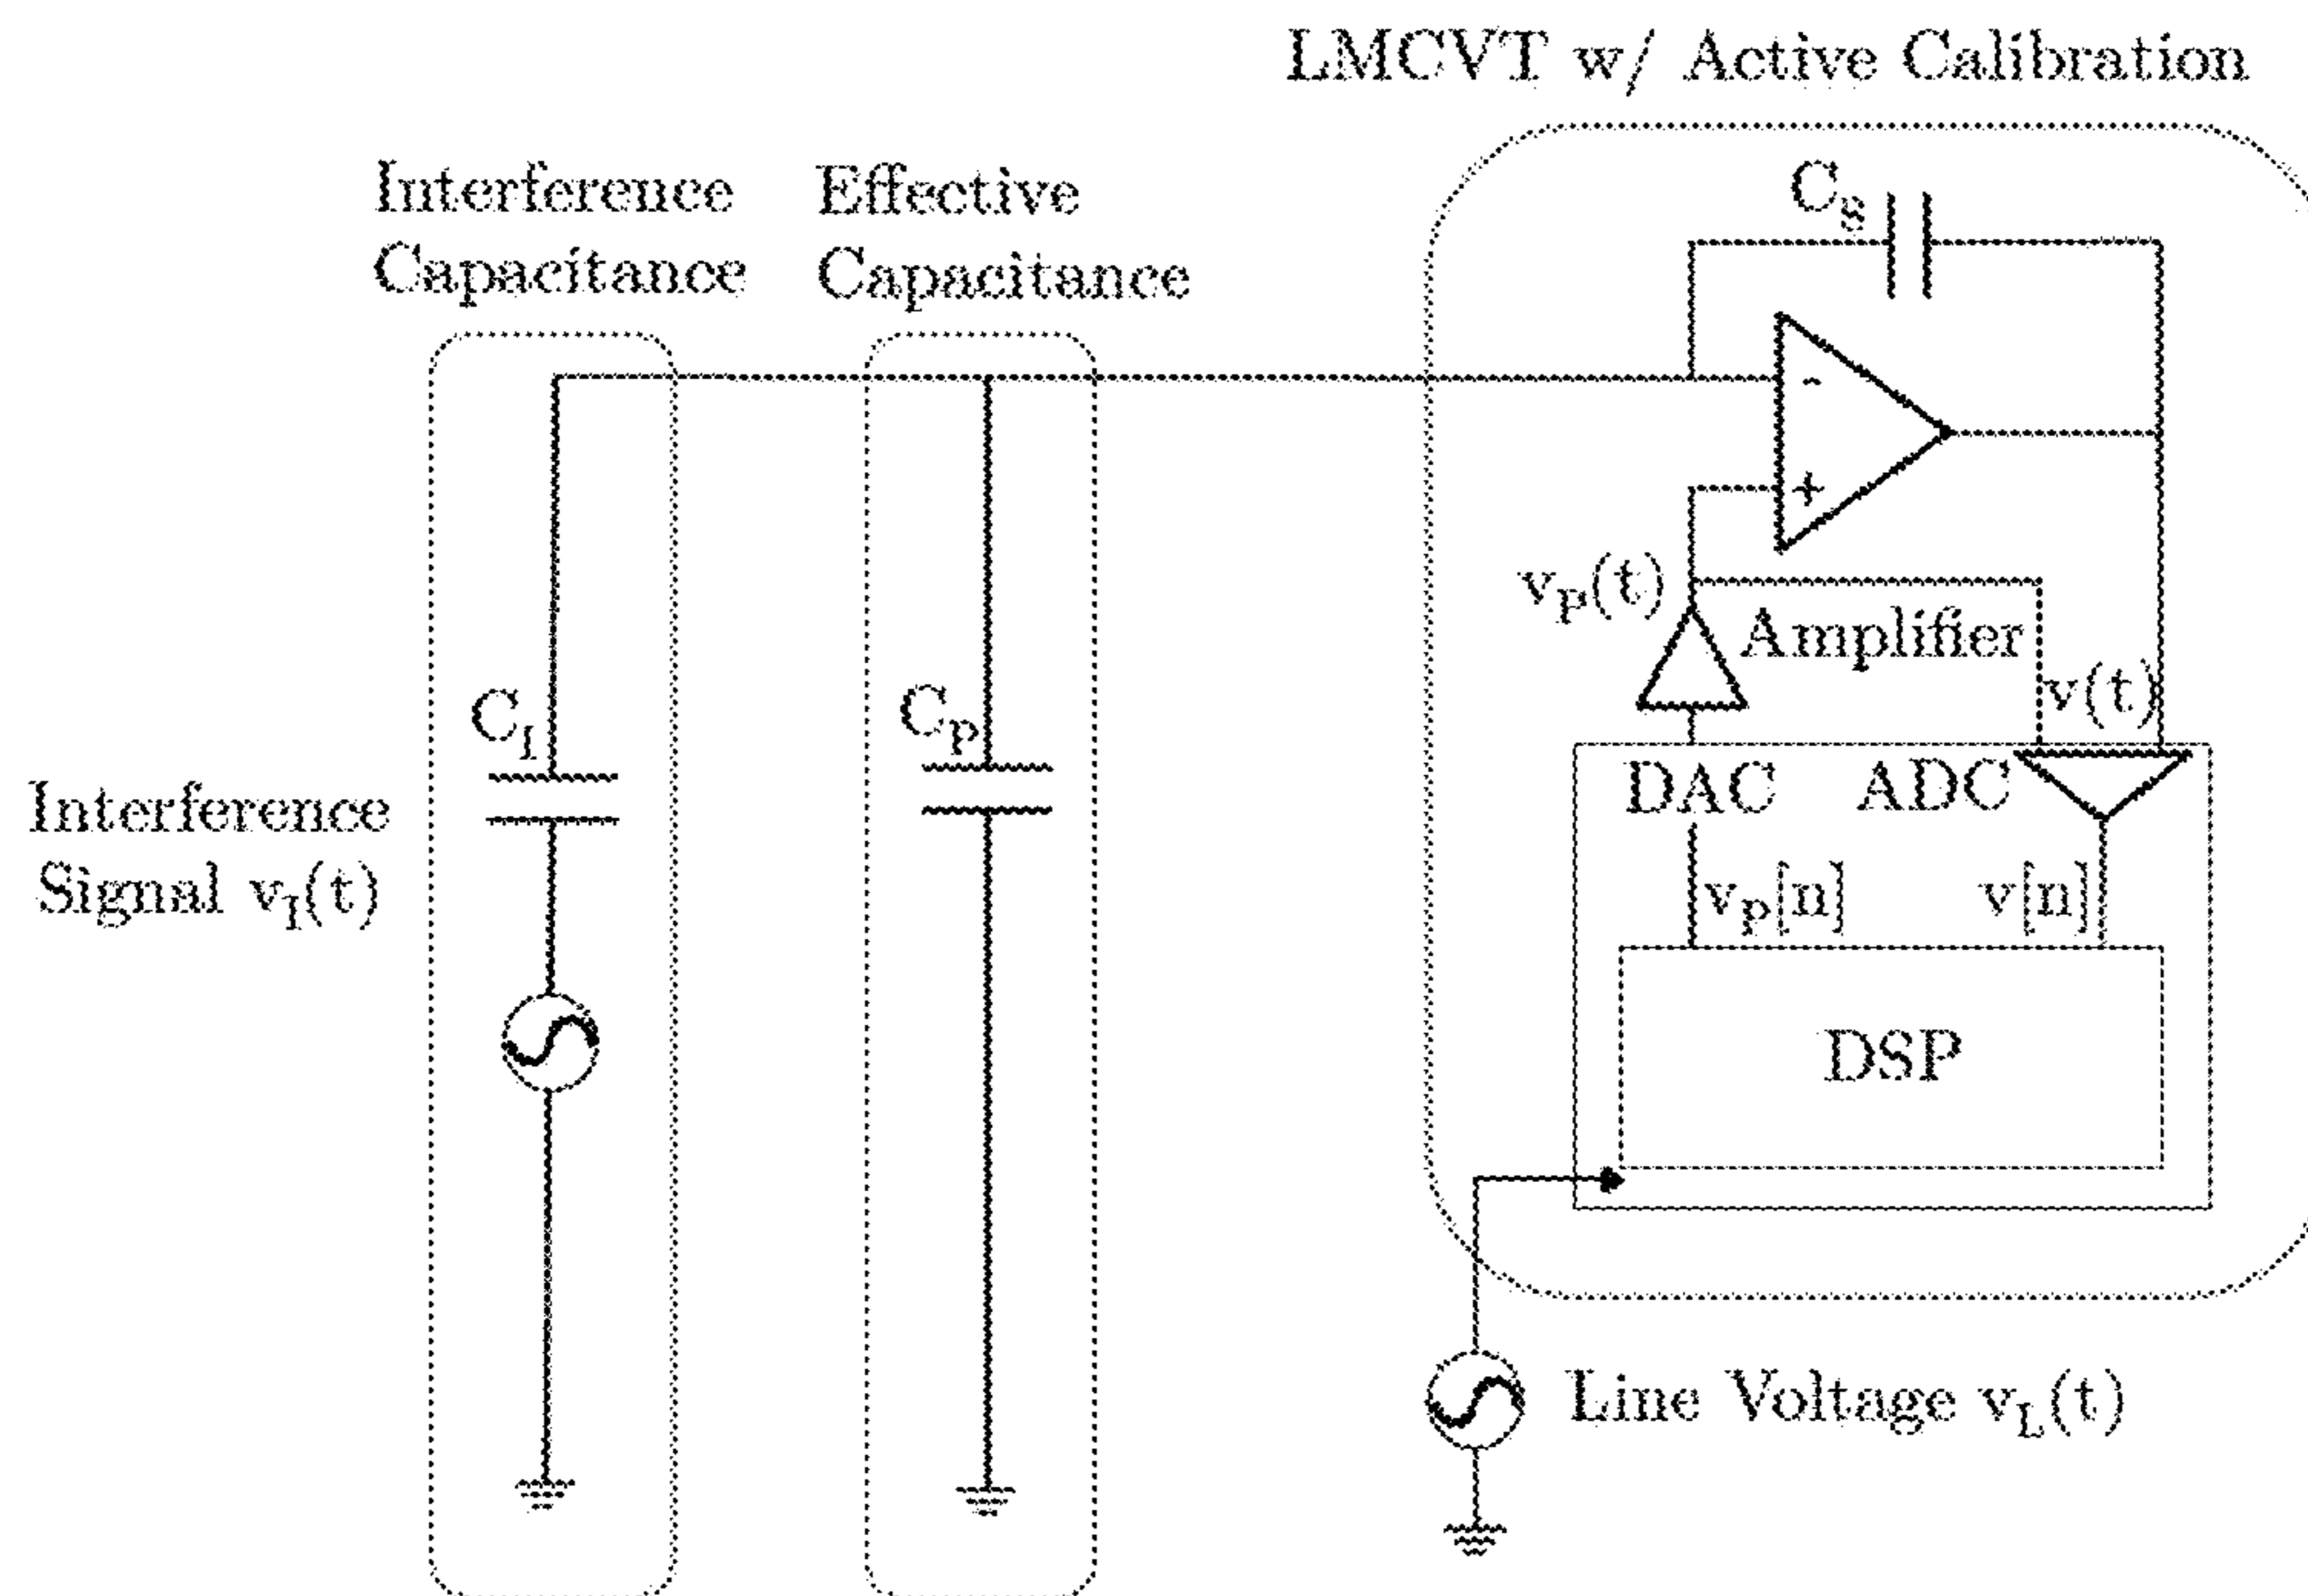 LMCVT w/ Active Calibration
Interference
Capacitance
Effective
Capacitance
C_S
-
+
v_P(t)
Amplifier
v(t)
C_I
C_P
DAC
ADC
Interference
Signal v_I(t)
v_P[n]
v[n]
DSP
Line Voltage v_L(t)